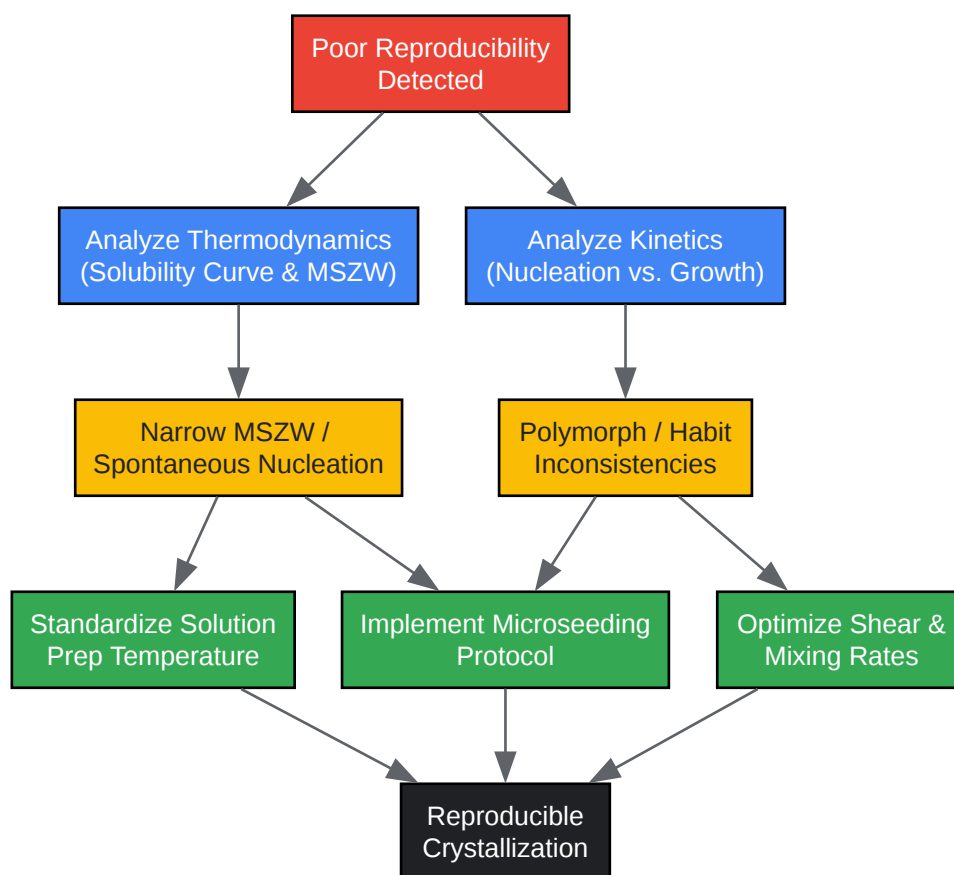 Poor Reproducibility
Detected
Analyze Thermodynamics
(Solubility Curve & MSZW)
Analyze Kinetics
(Nucleation vs. Growth)
Narrow MSZW /
Spontaneous Nucleation
Polymorph / Habit
Inconsistencies
Standardize Solution
Prep Temperature
Implement Microseeding
Protocol
Optimize Shear &
Mixing Rates
Reproducible
Crystallization